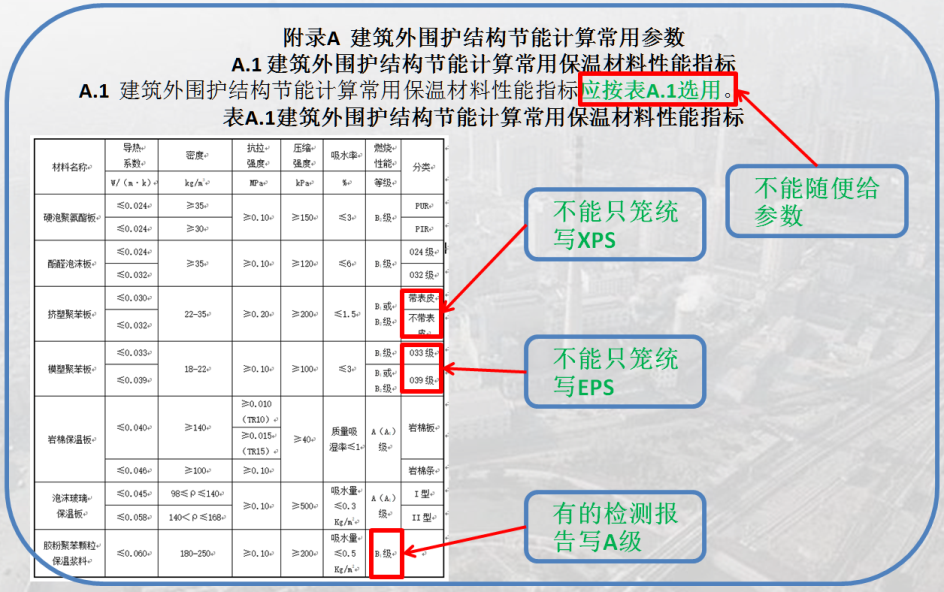 附录A 建筑外围护结构节能计算常用参数
A.1 建筑外围护结构节能计算常用保温材料性能指标
A.1 建筑外围护结构节能计算常用保温材料性能指标应按表A.1选用。
表A.1建筑外围护结构节能计算常用保温材料性能指标
材料名称 导热系数 密度 抗拉强度 压缩强度 吸水率 燃烧性能 分类
W/(m·k) kg/m³ MPa kPa % 等级
硬泡聚氨酯板 ≤0.024 ≥35 ≥0.10 ≥150 ≤3 B级 PUR
≤0.024 ≥30 PIR
酚醛泡沫板 ≤0.024 ≥35 ≥0.10 ≥120 ≤6 B级 024级
≤0.032 032级
挤塑聚苯板 ≤0.030 22-35 ≥0.20 ≥200 ≤1.5 B或B级 带表皮
≤0.032 不带表皮
模塑聚苯板 ≤0.033 18-22 ≥0.10 ≥100 ≤3 B级 033级
≤0.039 B或B级 039级
岩棉保温板 ≤0.040 ≥140 ≥0.010
(TR10)
≥0.015
(TR15)
≥40 质量吸湿率≤1 A(A)级 岩棉板
≤0.046 ≥100 ≥0.10 岩棉条
泡沫玻璃保温板 ≤0.045 98≤ρ≤140 ≥0.10 ≥500 吸水量≤0.3 Kg/m² A(A)级 I型
≤0.058 140<ρ≤168 II型
胶粉聚苯颗粒保温浆料 ≤0.060 180-250 ≥0.10 ≥200 吸水量≤0.5 Kg/m² B级
不能随便给
参数
不能只笼统
写XPS
不能只笼统
写EPS
有的检测报
告写A级